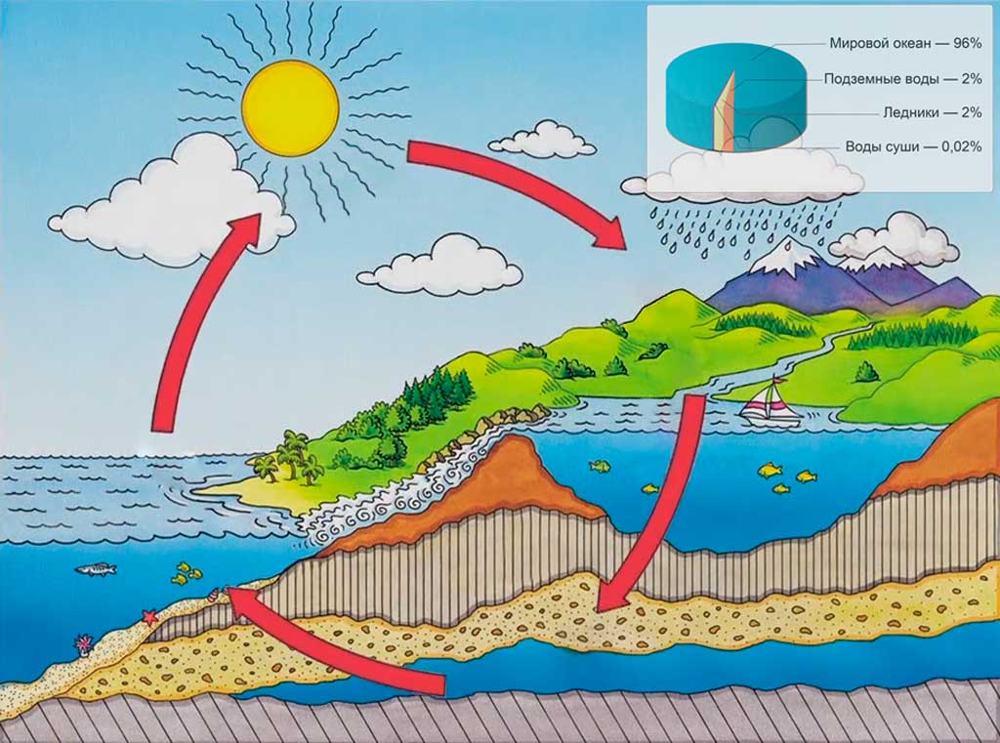 Мировой океан — 96%
Подземные воды — 2%
Ледники — 2%
Воды суши — 0,02%